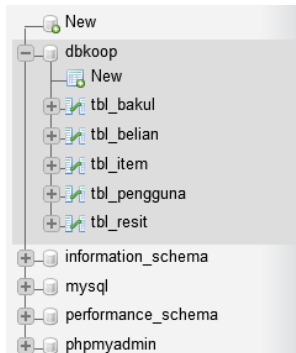 New
dbkoop
New
tbl_bakul
tbl_belian
tbl_item
tbl_pengguna
tbl_resit
information_schema
mysql
performance_schema
phpmyadmin